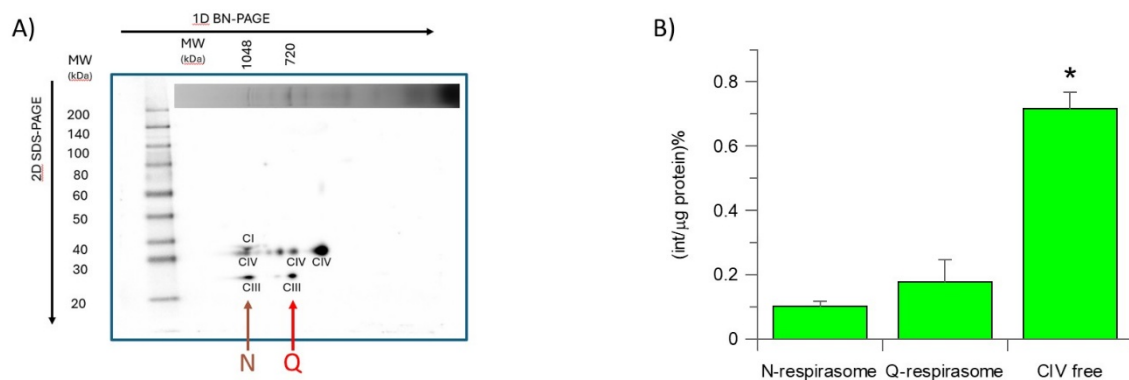 A)
1D BN-PAGE
MW
(kDa)
1048
720
MW
(kDa)
2D SDS-PAGE
200
140
100
80
60
50
40
30
20
CI
CIV
CIV
CIV
CIII
CIII
N
Q
B)
*
(int/µg protein)%
0.8
0.6
0.4
0.2
0
N-respirasome
Q-respirasome
CIV free